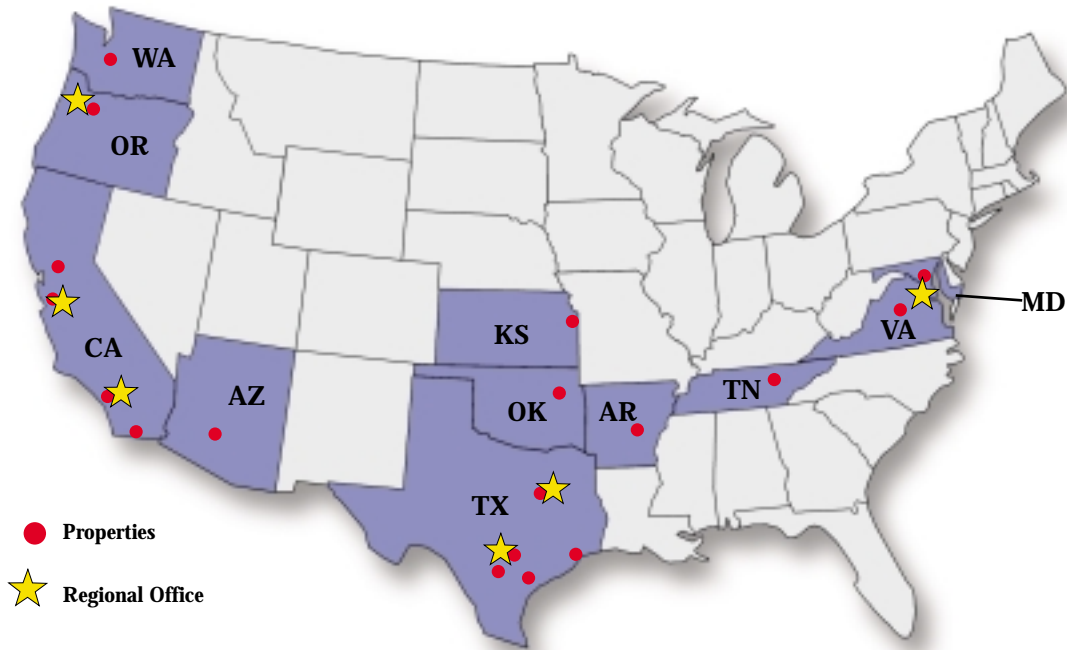 WA
OR
MD
KS
VA
CA
TN
AZ
OK
AR
TX
Properties
Regional Office